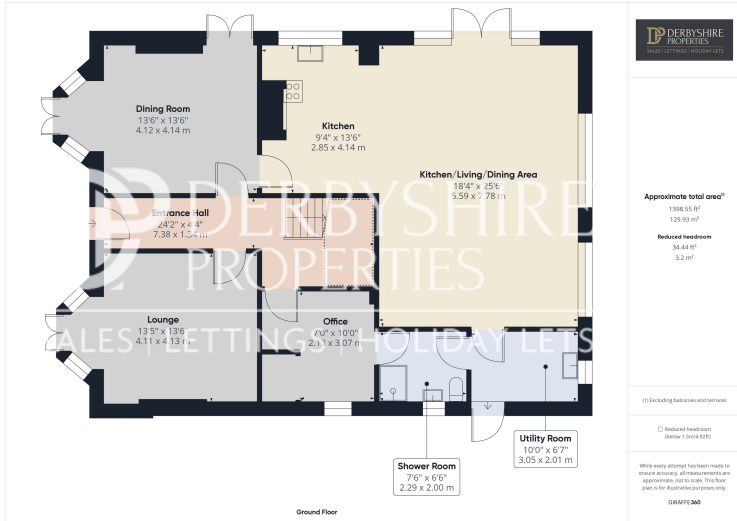 DERBYSHIRE
PROPERTIES
SALES | LETTINGS | HOLIDAY LETS
Dining Room
13'6" x 13'6"
4.12 x 4.14 m
Kitchen
9'4" x 13'6"
2.85 x 4.14 m
Kitchen/Living/Dining Area
18'4" x 25'6"
5.59 x 7.78 m
Entrance Hall
24'2" x 4'4"
7.38 x 1.34 m
Lounge
13'5" x 13'6"
4.11 x 4.13 m
Office
7'0" x 10'0"
2.13 x 3.07 m
Shower Room
7'6" x 6'6"
2.29 x 2.00 m
Utility Room
10'0" x 6'7"
3.05 x 2.01 m
Ground Floor
DERBYSHIRE
PROPERTIES
SALES | LETTINGS | HOLIDAY LETS
Approximate total area⁽¹⁾
1398.55 ft²
129.93 m²
Reduced headroom
34.44 ft²
3.2 m²
(1) Excluding balconies and terraces
Reduced headroom
(below 1.5m/4.92ft)
While every attempt has been made to
ensure accuracy, all measurements are
approximate, not to scale. This floor
plan is for illustrative purposes only.
GIRAFFE360